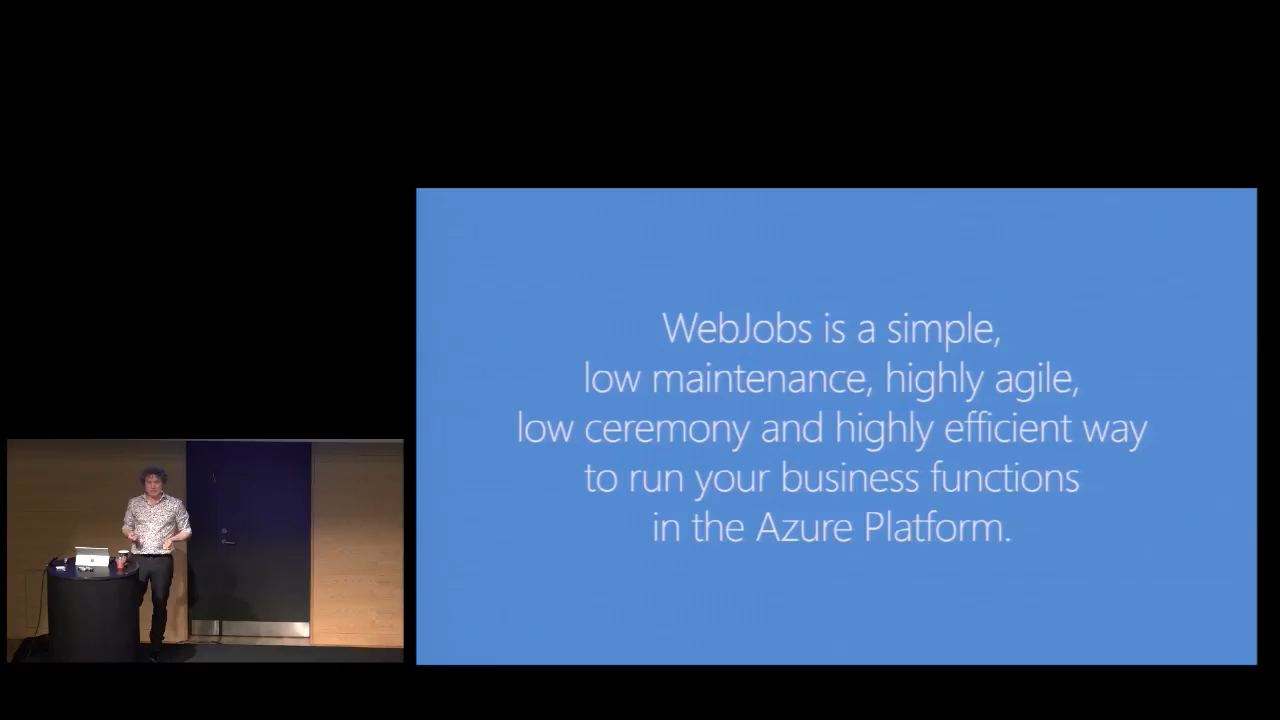 WebJobs is a simple,
low maintenance, highly agile,
low ceremony and highly efficient way
to run your business functions
in the Azure Platform.